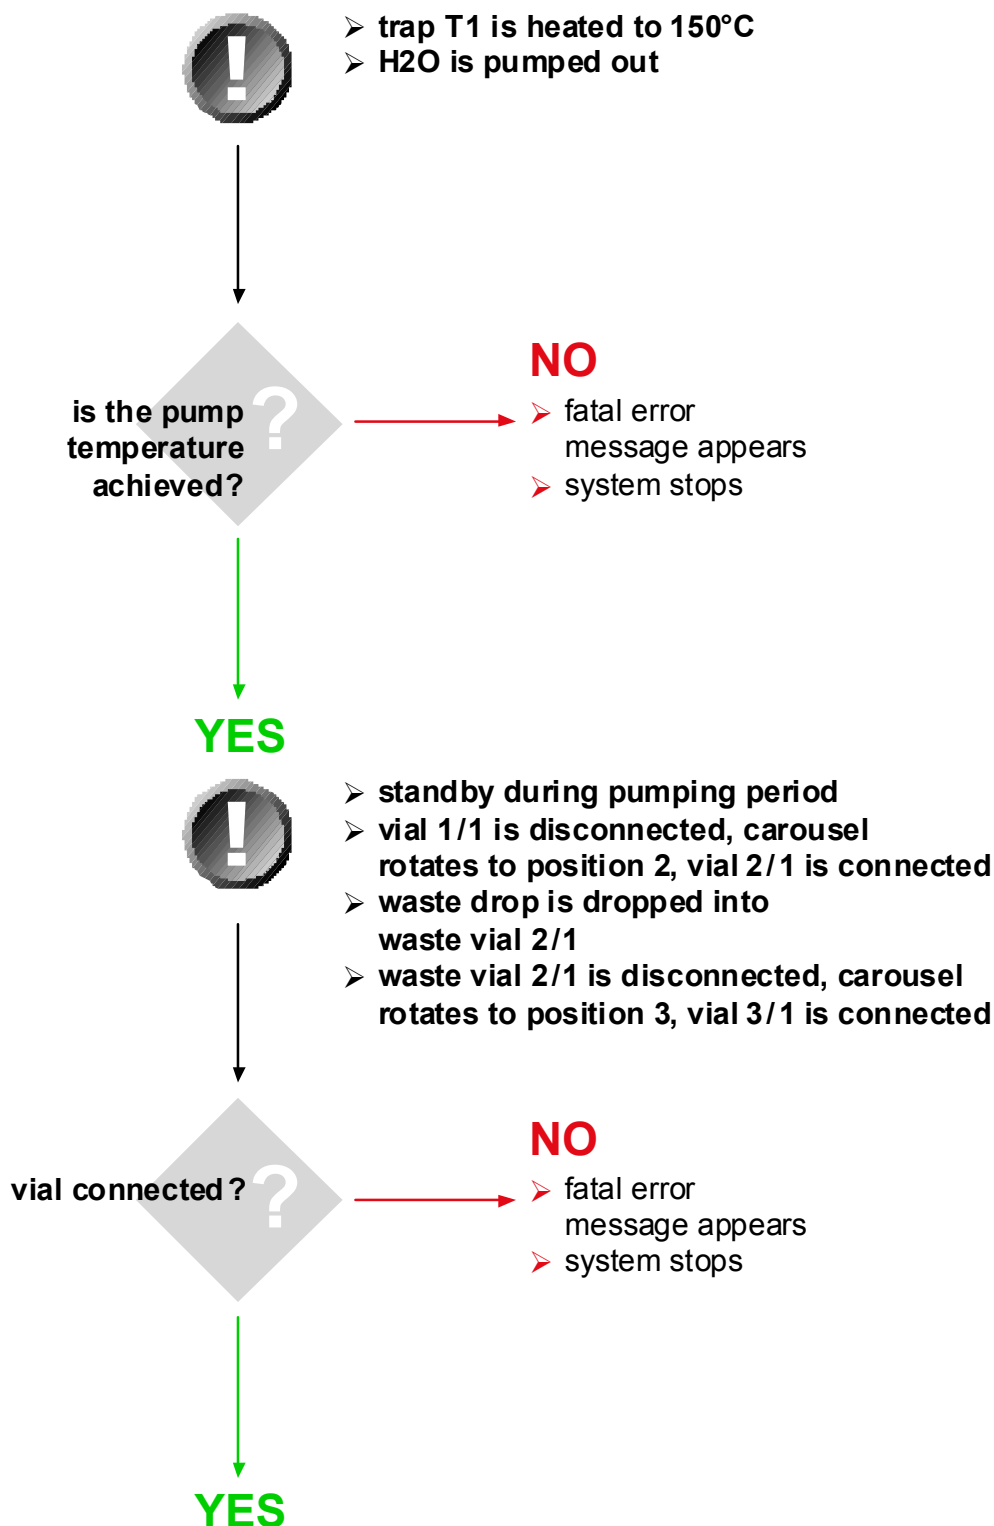 !
➢ trap T1 is heated to 150°C
➢ H2O is pumped out
?
is the pump
temperature
achieved?
NO
➢ fatal error
message appears
➢ system stops
YES
!
➢ standby during pumping period
➢ vial 1/1 is disconnected, carousel
rotates to position 2, vial 2/1 is connected
➢ waste drop is dropped into
waste vial 2/1
➢ waste vial 2/1 is disconnected, carousel
rotates to position 3, vial 3/1 is connected
?
vial connected?
NO
➢ fatal error
message appears
➢ system stops
YES